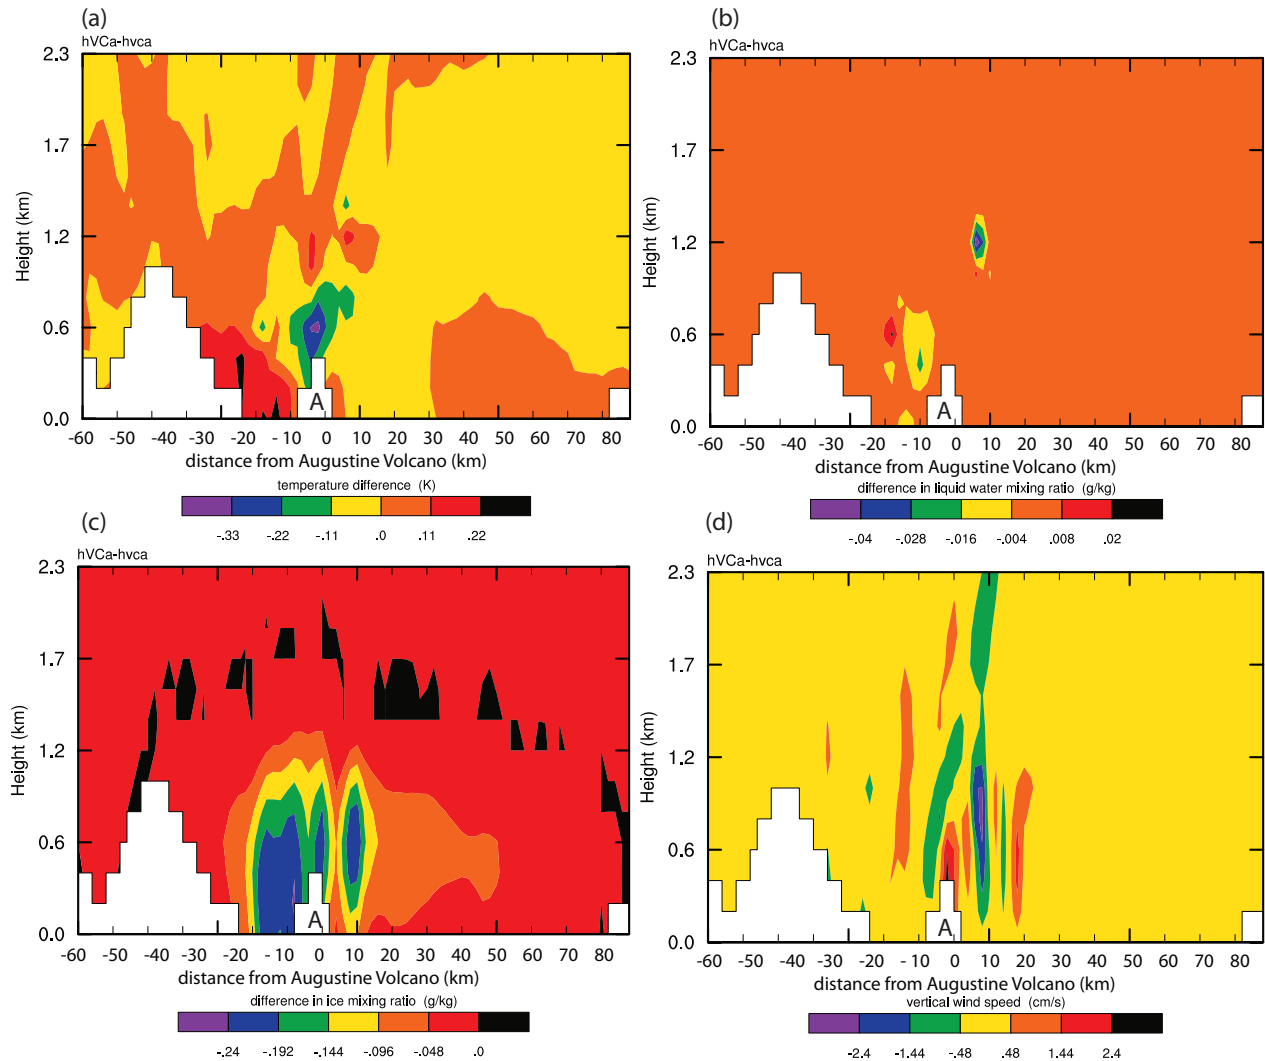 (a)
hVCa-hvca
2.3
1.7
1.2
0.6
0.0
Height (km)
A
-60 -50 -40 -30 -20 -10 0 10 20 30 40 50 60 70 80
distance from Augustine Volcano (km)
temperature difference (K)
-.33 -.22 -.11 .0 .11 .22
(b)
hVCa-hvca
2.3
1.7
1.2
0.6
0.0
Height (km)
A
-60 -50 -40 -30 -20 -10 0 10 20 30 40 50 60 70 80
distance from Augustine Volcano (km)
difference in liquid water mixing ratio (g/kg)
-.04 -.028 -.016 -.004 .008 .02
(c)
hVCa-hvca
2.3
1.7
1.2
0.6
0.0
Height (km)
A
-60 -50 -40 -30 -20 -10 0 10 20 30 40 50 60 70 80
distance from Augustine Volcano (km)
difference in ice mixing ratio (g/kg)
-.24 -.192 -.144 -.096 -.048 .0
(d)
hVCa-hvca
2.3
1.7
1.2
0.6
0.0
Height (km)
A
-60 -50 -40 -30 -20 -10 0 10 20 30 40 50 60 70 80
distance from Augustine Volcano (km)
vertical wind speed (cm/s)
-2.4 -1.44 -.48 .48 1.44 2.4